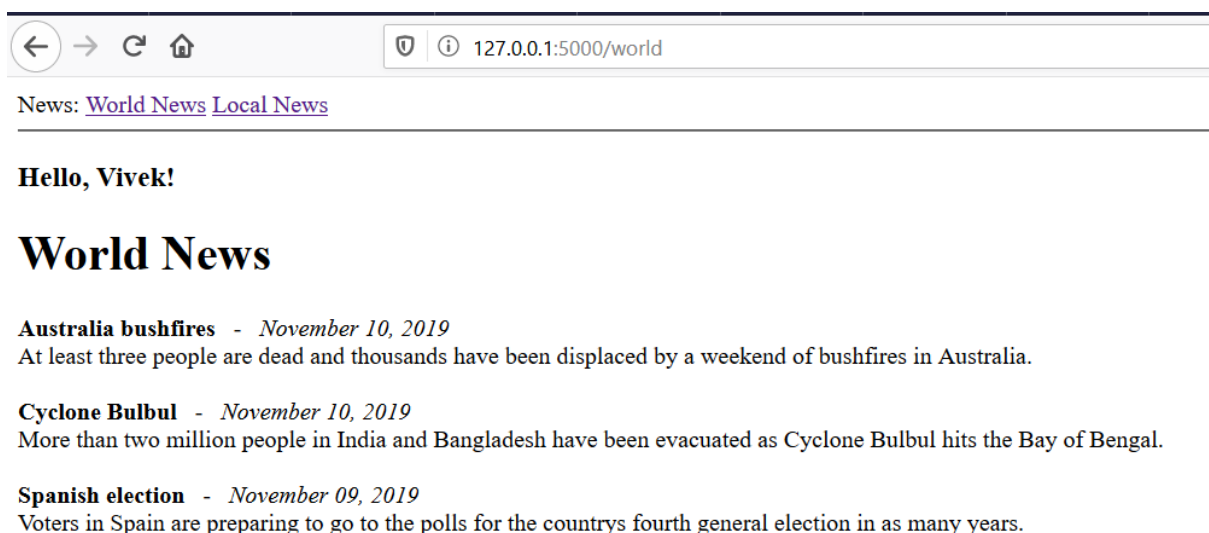 127.0.0.1:5000/world
News: World News Local News
Hello, Vivek!
World News
Australia bushfires - November 10, 2019
At least three people are dead and thousands have been displaced by a weekend of bushfires in Australia.
Cyclone Bulbul - November 10, 2019
More than two million people in India and Bangladesh have been evacuated as Cyclone Bulbul hits the Bay of Bengal.
Spanish election - November 09, 2019
Voters in Spain are preparing to go to the polls for the countrys fourth general election in as many years.